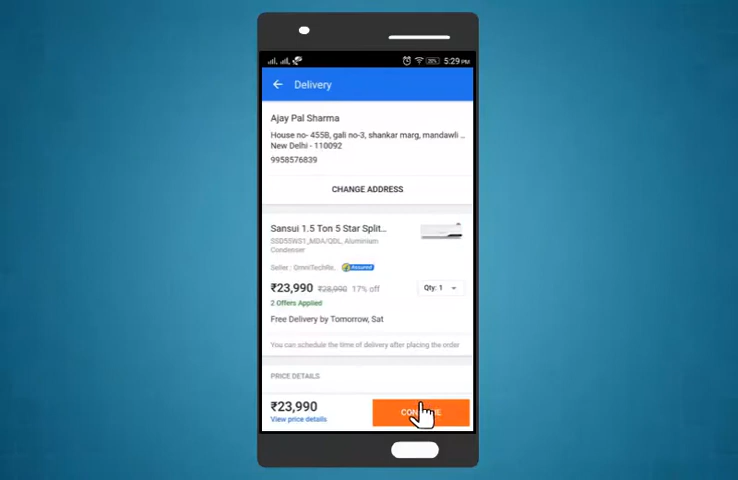 5:29 PM
Delivery
Ajay Pal Sharma
House no- 455B, gali no-3, shankar marg, mandawli ...
New Delhi - 110092
9958576839
CHANGE ADDRESS
Sansui 1.5 Ton 5 Star Split...
SSD55WS1_MDA/QDL, Aluminium
Condenser
Seller : OmniTechRe..
Assured
₹23,990 ₹28,990 17% off
Qty: 1
2 Offers Applied
Free Delivery by Tomorrow, Sat
You can schedule the time of delivery after placing the order
PRICE DETAILS
₹23,990
View price details